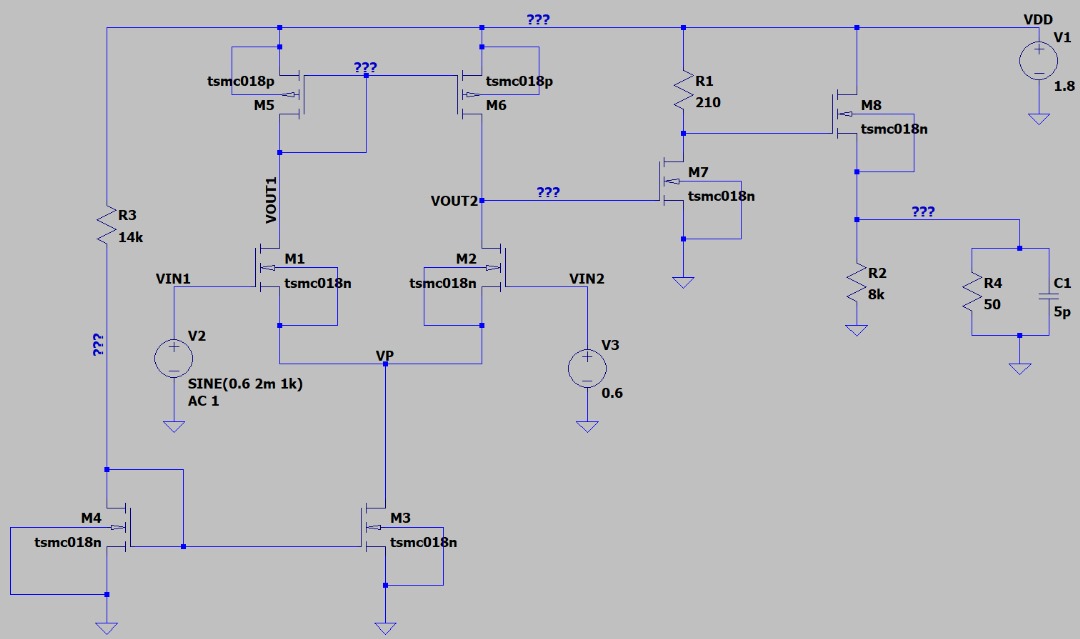 ???
VDD
V1
1.8
tsmc018p
M5
???
tsmc018p
M6
R1
210
M8
tsmc018n
VOUT1
VOUT2
???
M7
tsmc018n
R3
14k
???
R2
8k
R4
50
C1
5p
M1
tsmc018n
M2
tsmc018n
VIN1
VIN2
V2
SINE(0.6 2m 1k)
AC 1
VP
V3
0.6
???
M4
tsmc018n
M3
tsmc018n